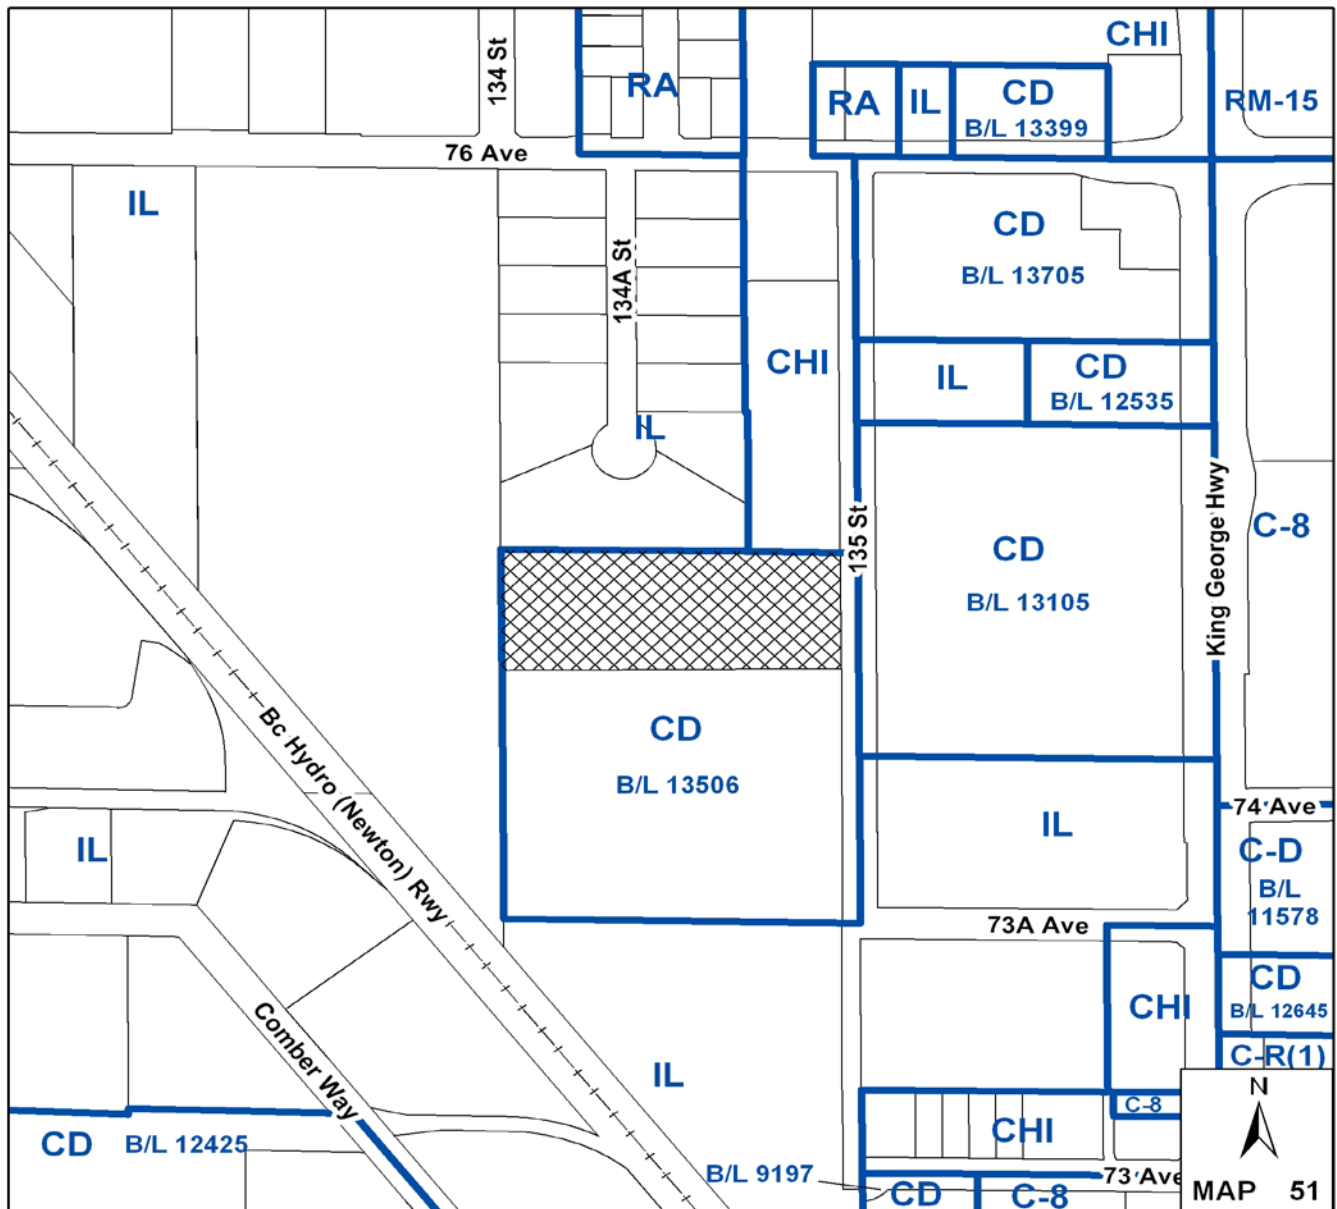 CHI
134 St
RA
RA
IL
CD
B/L 13399
RM-15
76 Ave
IL
CD
B/L 13705
134A St
CHI
IL
CD
B/L 12535
IL
King George Hwy
C-8
135 St
CD
B/L 13105
CD
B/L 13506
Bc Hydro (Newton) Rwy
74 Ave
IL
IL
C-D
B/L
11578
73A Ave
CD
B/L 12645
CHI
Comber Way
C-R(1)
IL
N
C-8
CHI
CD B/L 12425
B/L 9197
73 Ave
CD
C-8
MAP 51